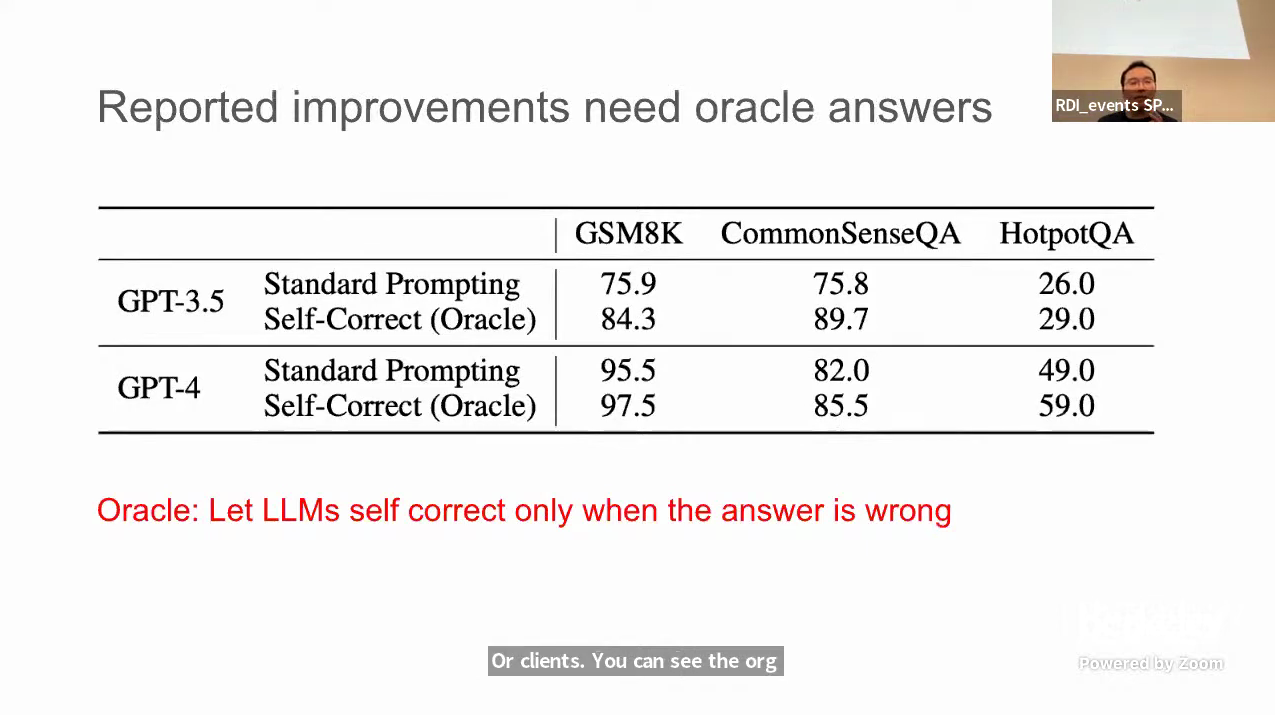 Reported improvements need oracle answers
RDI_events SP...
GSM8K CommonSenseQA HotpotQA
GPT-3.5
Standard Prompting 75.9 75.8 26.0
Self-Correct (Oracle) 84.3 89.7 29.0
GPT-4
Standard Prompting 95.5 82.0 49.0
Self-Correct (Oracle) 97.5 85.5 59.0
Oracle: Let LLMs self correct only when the answer is wrong
Or clients. You can see the org
Powered by Zoom